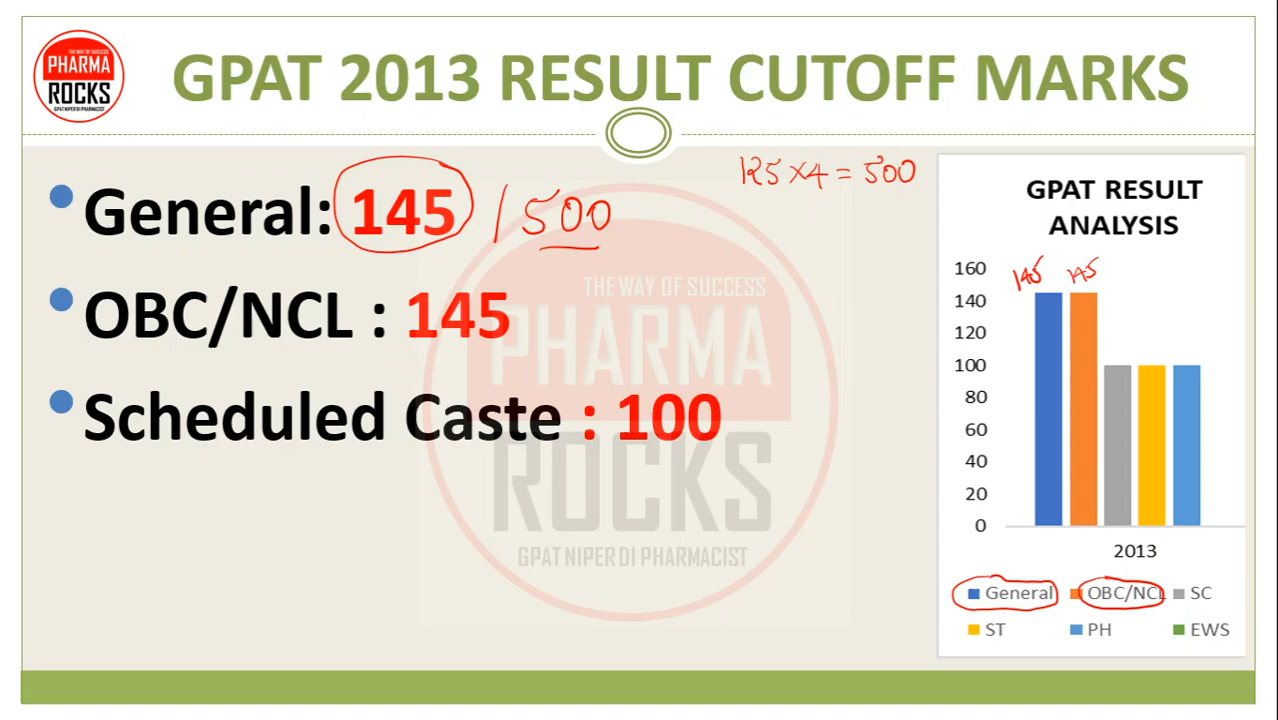 THE WAY OF SUCCESS
PHARMA
ROCKS
GPAT NIPER DI PHARMACIST
GPAT 2013 RESULT CUTOFF MARKS
125 × 4 = 500
• General: 145 / 500
• OBC/NCL : 145
• Scheduled Caste : 100
THE WAY OF SUCCESS
PHARMA
ROCKS
GPAT NIPER DI PHARMACIST
GPAT RESULT
ANALYSIS
145 145
160
140
120
100
80
60
40
20
0
2013
General OBC/NCL SC
ST PH EWS